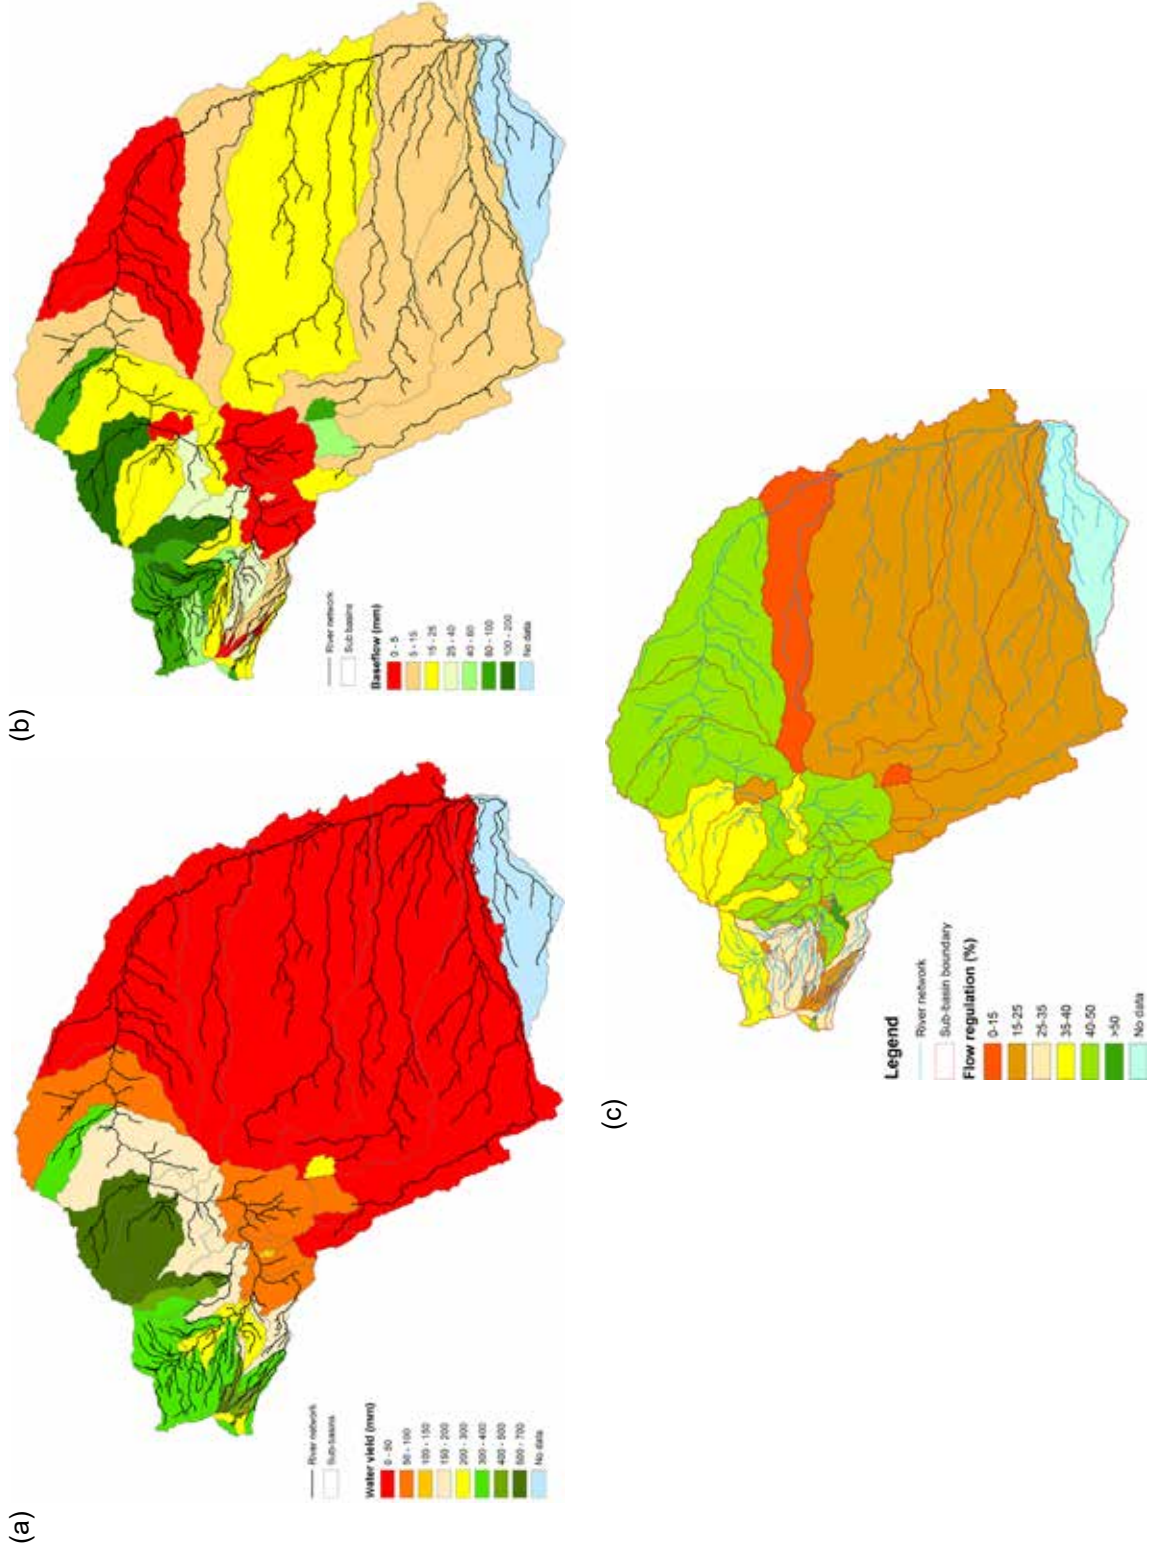 (a)
River network
Sub-basins
Water yield (mm)
0 - 50
50 - 100
100 - 150
150 - 200
200 - 300
300 - 400
400 - 500
500 - 700
No data
(b)
River network
Sub basins
Baseflow (mm)
0 - 5
5 - 15
15 - 25
25 - 40
40 - 60
60 - 100
100 - 200
No data
(c)
Legend
River network
Sub-basin boundary
Flow regulation (%)
0-15
15-25
25-35
35-40
40-50
>50
No data